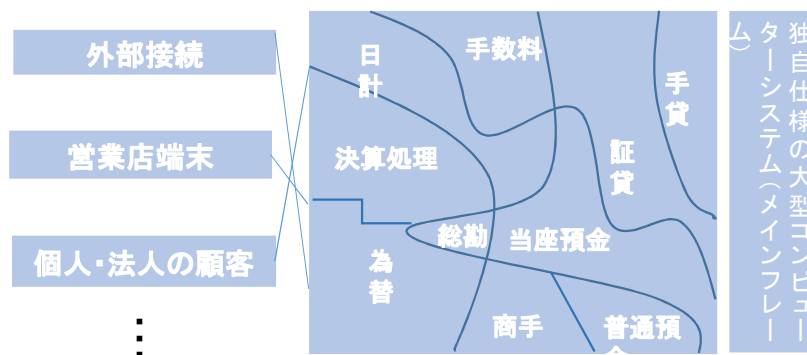 外部接続
営業店端末
個人・法人の顧客
⋮
日計
手数料
手貸
決算処理
証貸
総勘
当座預金
為替
商手
普通預金
独自仕様の大型コンピュー
ターシステム（メインフレー
ム）